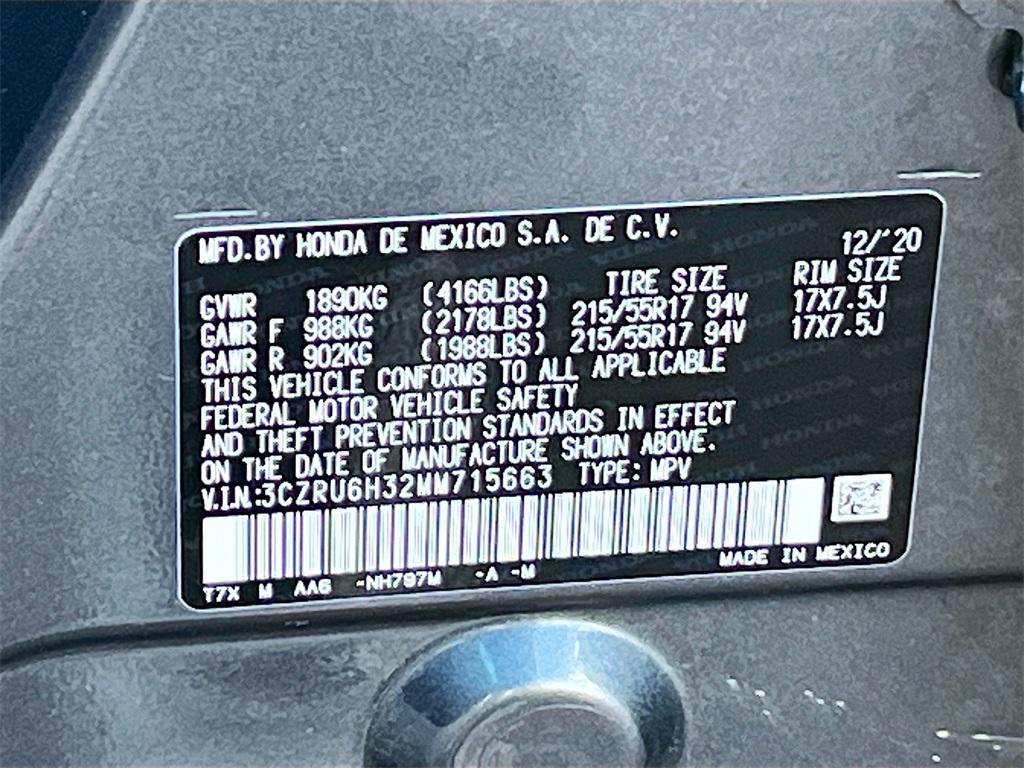 MFD.BY HONDA DE MEXICO S.A. DE C.V.
12/'20
TIRE SIZE RIM SIZE
GVWR 1890KG (4166LBS)
GAWR F 988KG (2178LBS) 215/55R17 94V 17X7.5J
GAWR R 902KG (1988LBS) 215/55R17 94V 17X7.5J
THIS VEHICLE CONFORMS TO ALL APPLICABLE
FEDERAL MOTOR VEHICLE SAFETY
AND THEFT PREVENTION STANDARDS IN EFFECT
ON THE DATE OF MANUFACTURE SHOWN ABOVE.
V.I.N.:3CZRU6H32MM715663 TYPE: MPV
T7X M AA6 -NH797M -A -M
MADE IN MEXICO